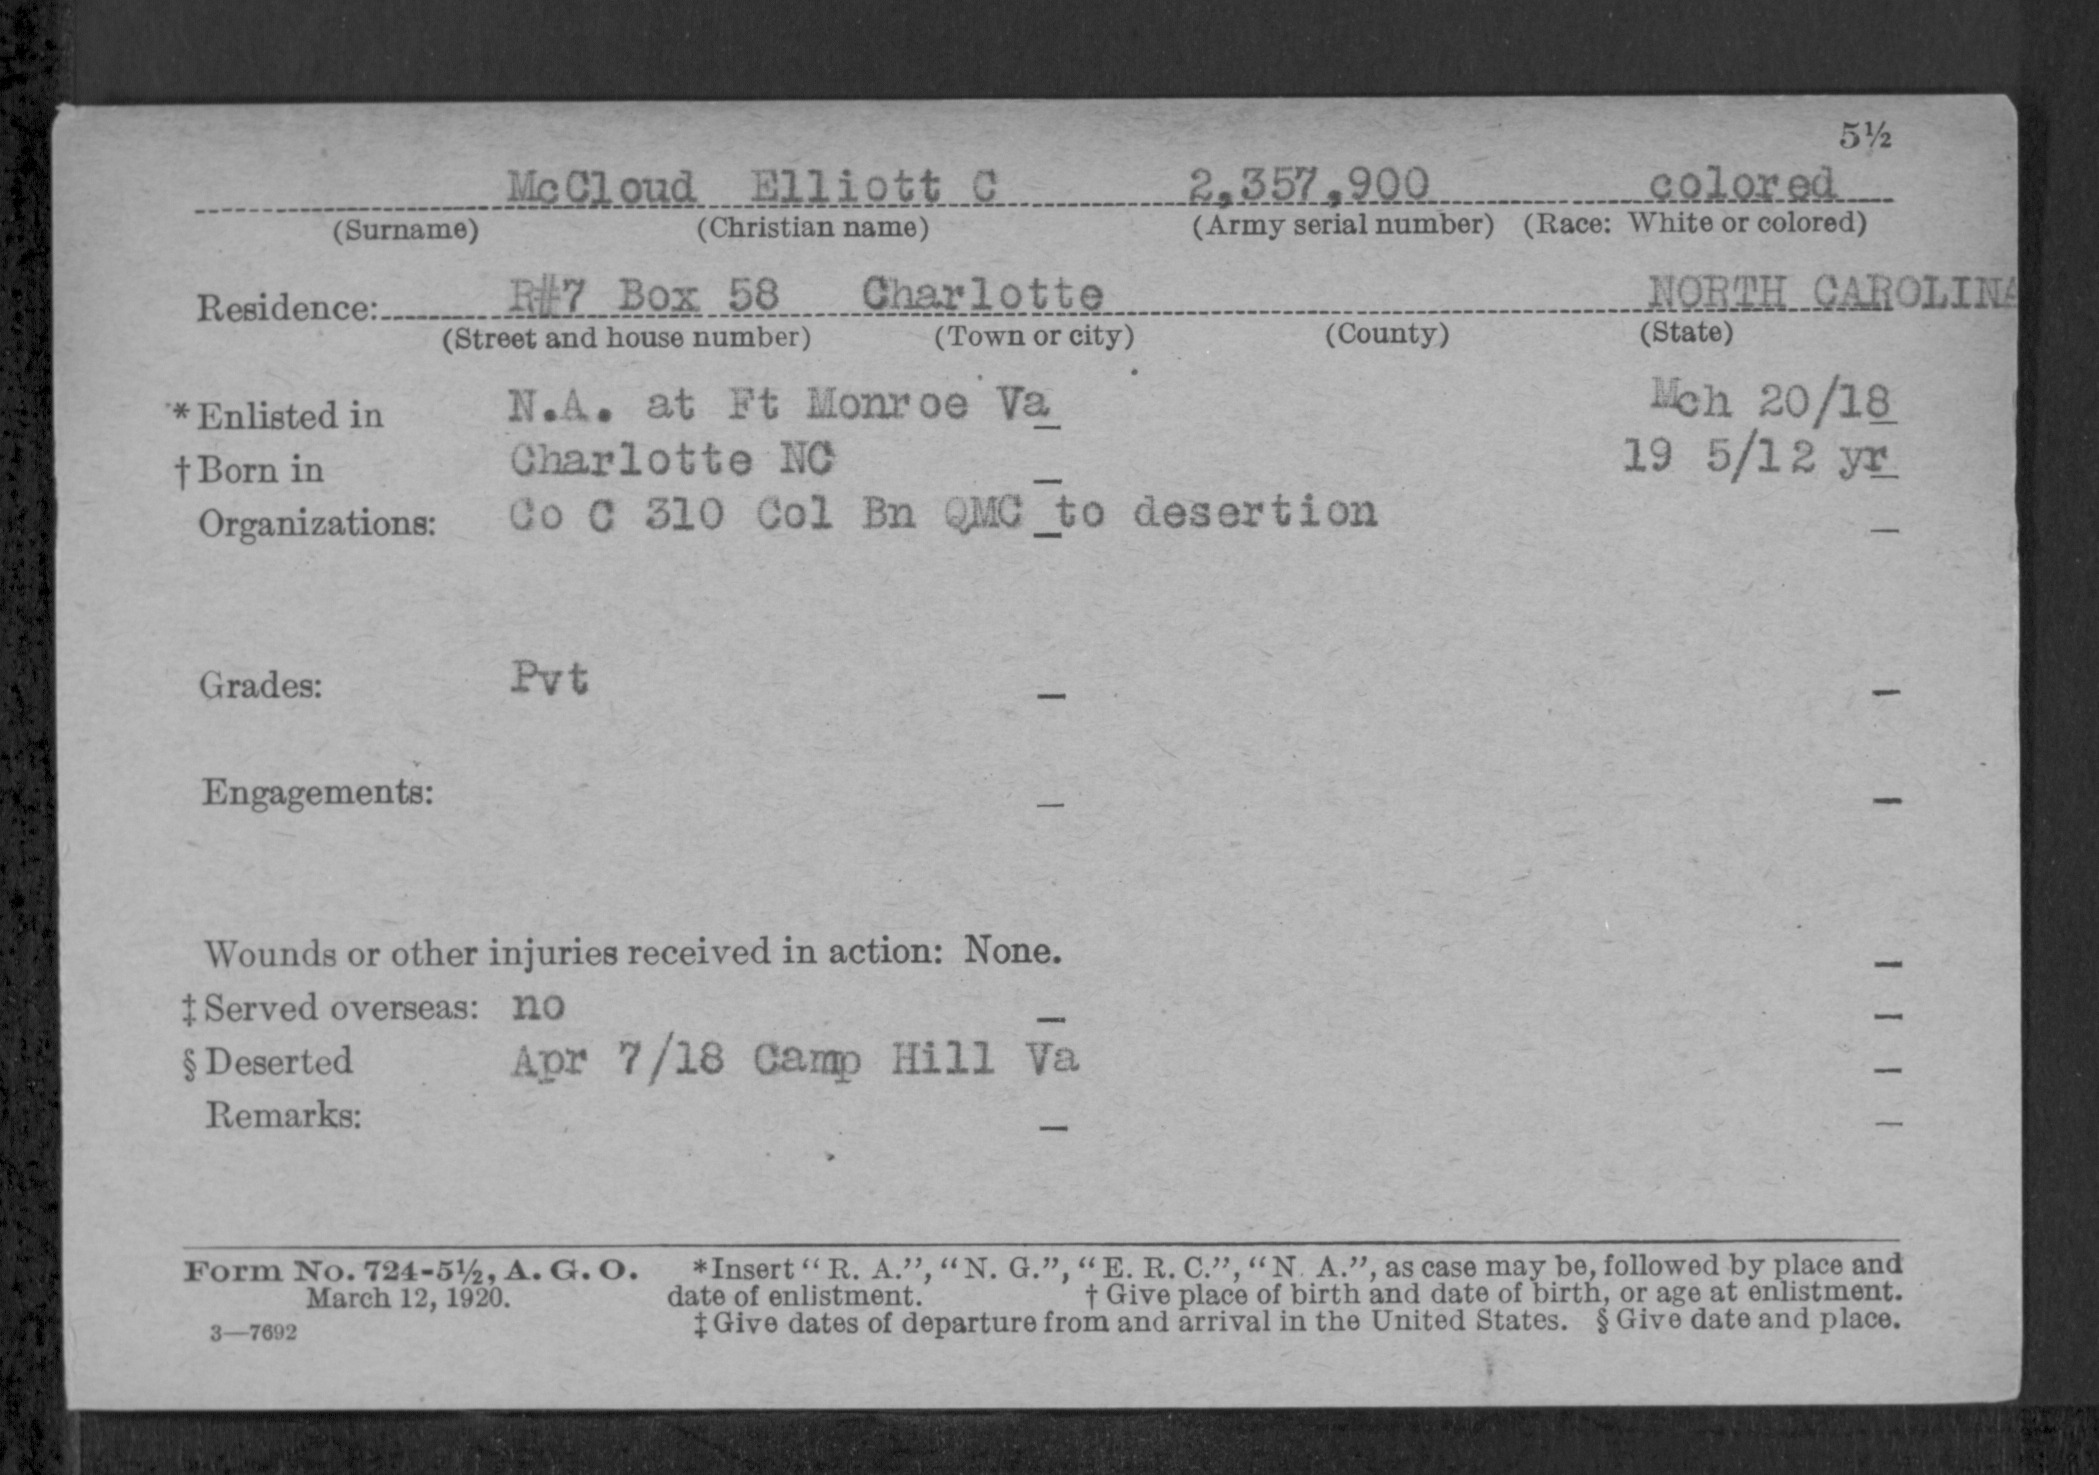 5½
McCloud Elliott C 2,357,900 colored
(Surname) (Christian name) (Army serial number) (Race: White or colored)
Residence: R#7 Box 58 Charlotte NORTH CAROLINA
(Street and house number) (Town or city) (County) (State)
*Enlisted in N.A. at Ft Monroe Va Mch 20/18
†Born in Charlotte NC 19 5/12 yr
Organizations: Co C 310 Col Bn QMC to desertion
Grades: Pvt
Engagements:
Wounds or other injuries received in action: None.
‡Served overseas: no
§Deserted Apr 7/18 Camp Hill Va
Remarks:
Form No. 724-5½, A. G. O. *Insert "R. A.", "N. G.", "E. R. C.", "N. A.", as case may be, followed by place and
March 12, 1920. date of enlistment. †Give place of birth and date of birth, or age at enlistment.
3—7692 ‡Give dates of departure from and arrival in the United States. §Give date and place.